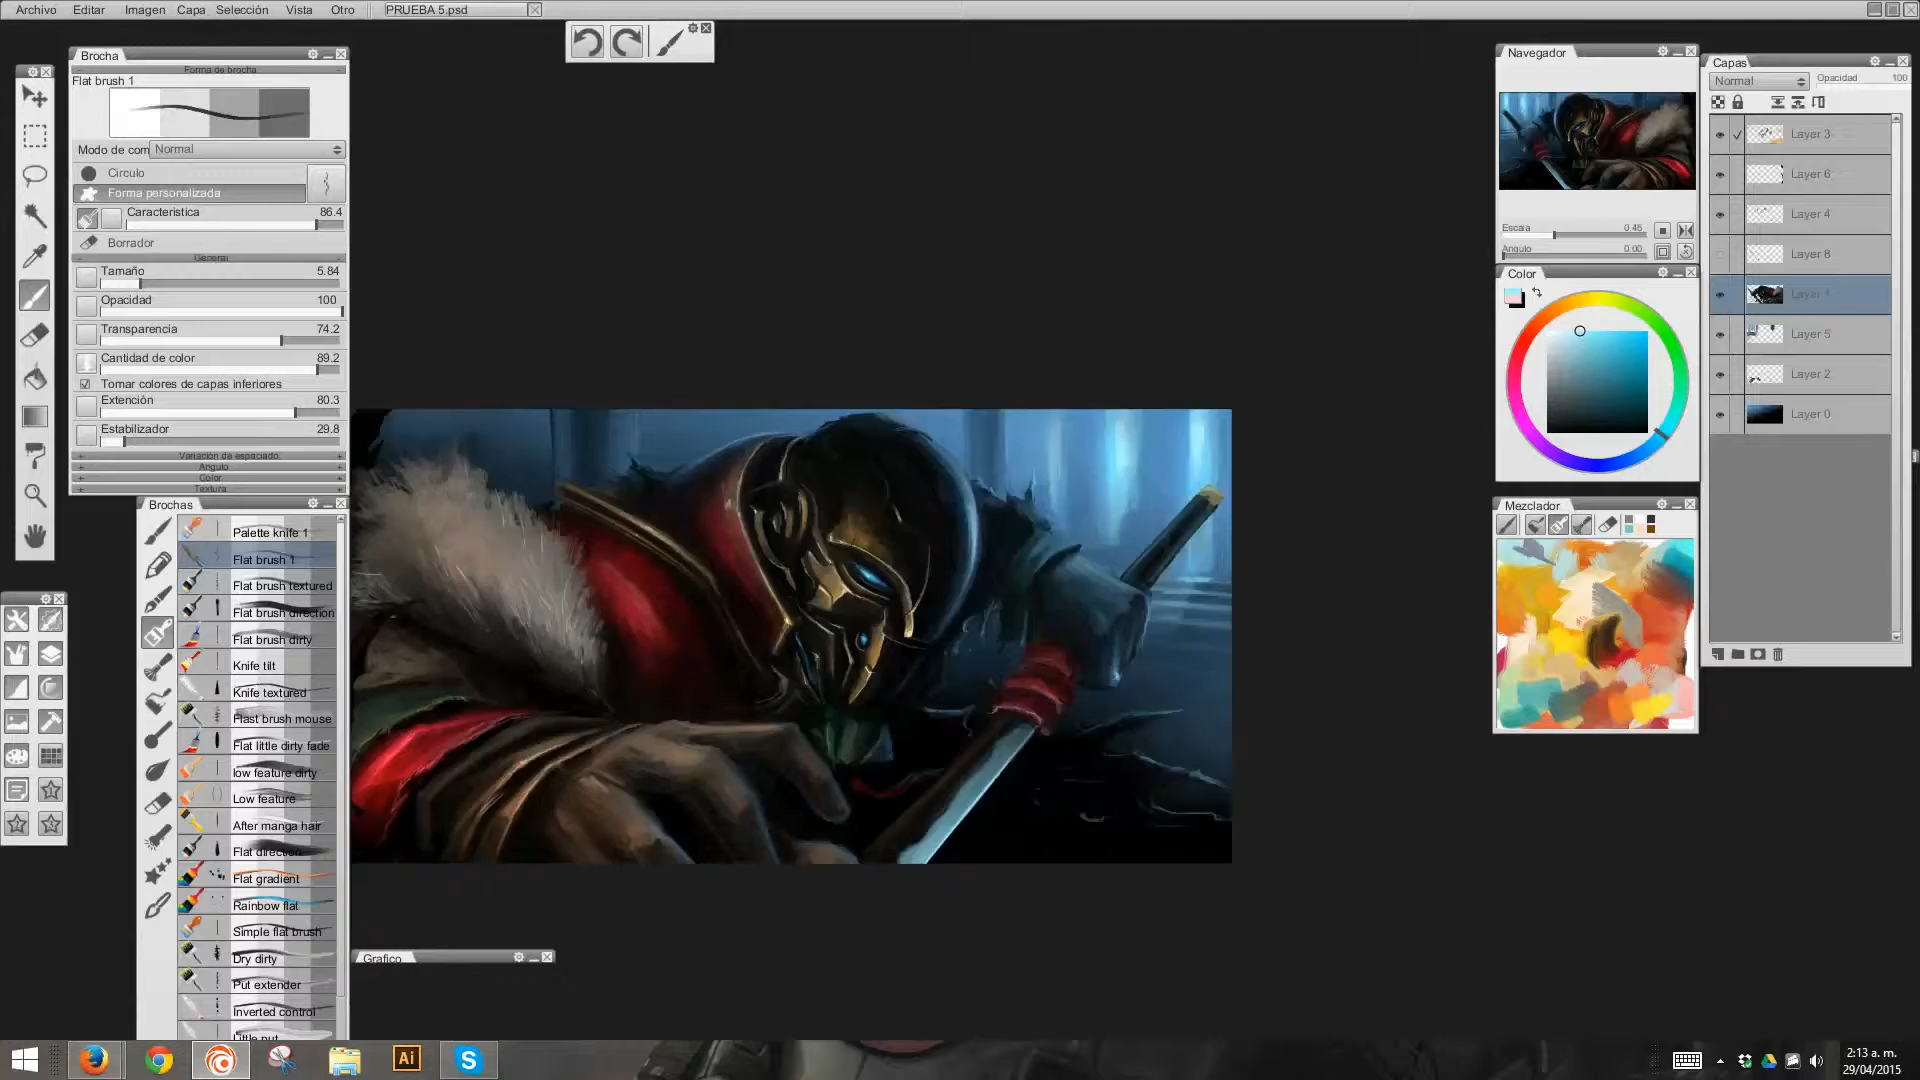 Archivo Editar Imagen Capa Selección Vista Otro PRUEBA 5.psd
Brocha
Forma de brocha
Flat brush 1
Modo de com Normal
Circulo
Forma personalizada
Caracteristica 86.4
Borrador
General
Tamaño 5.84
Opacidad 100
Transparencia 74.2
Cantidad de color 89.2
Tomar colores de capas inferiores
Extención 80.3
Estabilizador 29.8
Variación de espaciado
Angulo
Color
Textura
Brochas
Palette knife 1
Flat brush 1
Flat brush textured
Flat brush direction
Flat brush dirty
Knife tilt
Knife textured
Flast brush mouse
Flat little dirty fade
low feature dirty
Low feature
After manga hair
Flat direction
Flat gradient
Rainbow flat
Simple flat brush
Dry dirty
Put extender
Inverted control
Grafico
Navegador
Escala 0.45
Angulo 0.00
Color
Mezclador
Capas
Normal Opacidad 100
Layer 3
Layer 6
Layer 4
Layer 8
Layer 5
Layer 2
Layer 0
Ai
2:13 a. m.
29/04/2015